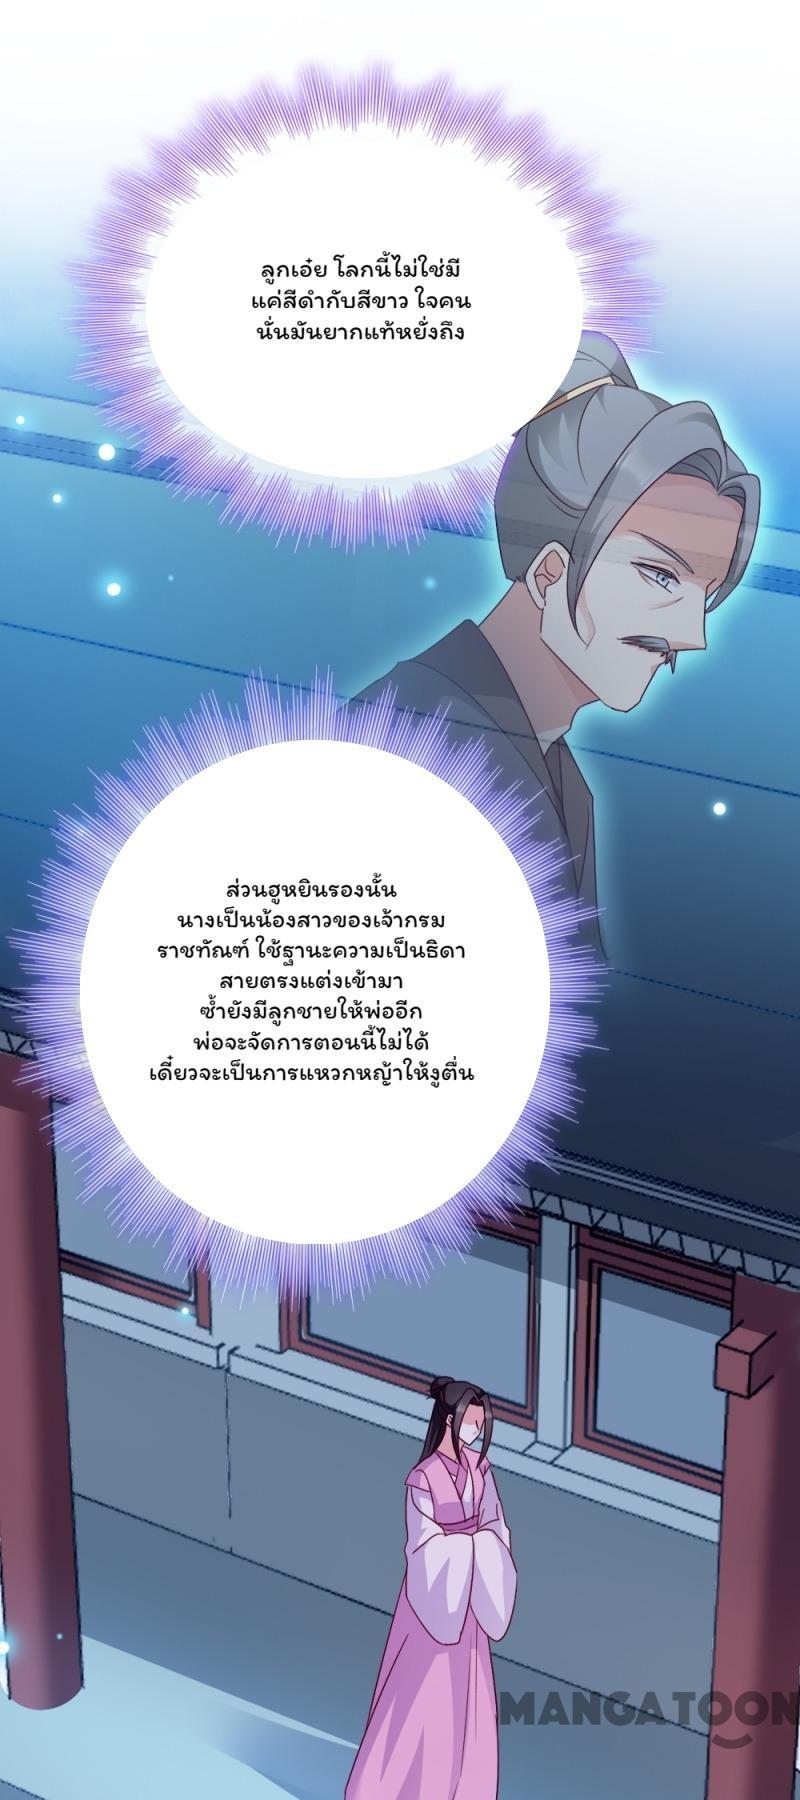 ลูกเอ๋ย โลกนี้ไม่ใช่มี
แค่สีดำกับสีขาว ใจคน
นั่นมันยากแท้หยั่งถึง
ส่วนฮูหยินรองนั้น
นางเป็นน้องสาวของเจ้ากรม
ราชทัณฑ์ ใช้ฐานะความเป็นธิดา
สายตรงแต่งเข้ามา
ซ้ำยังมีลูกชายให้พ่ออีก
พ่อจะจัดการตอนนี้ไม่ได้
เดี๋ยวจะเป็นการแหวกหญ้าให้งูตื่น
MANGATOON